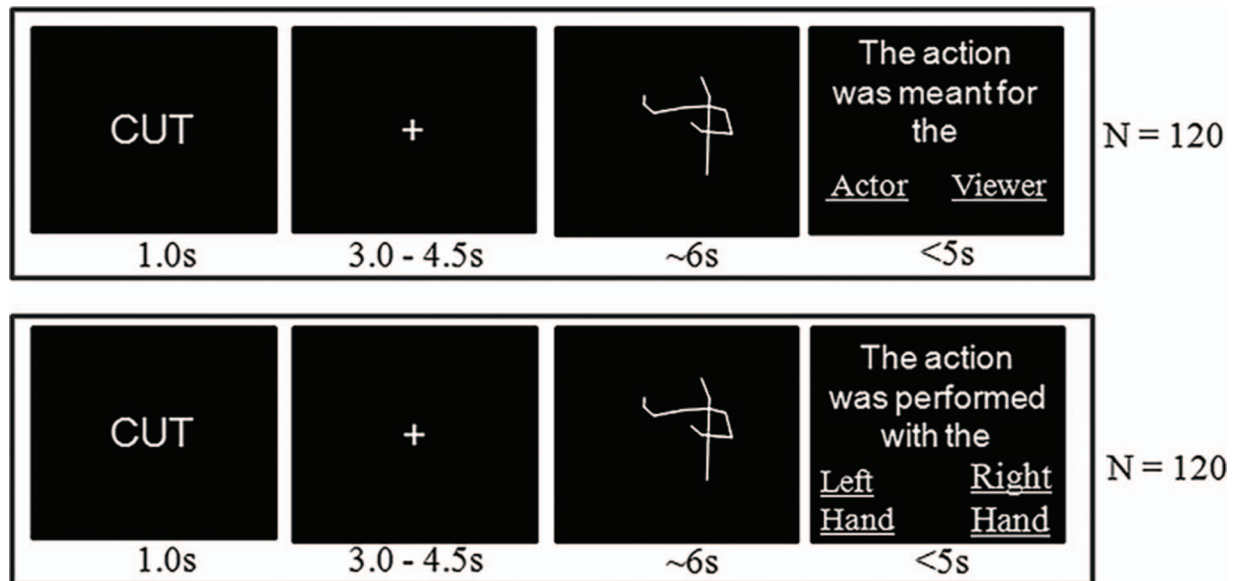 CUT
+
The action
was meant for
the
Actor Viewer
N = 120
1.0s 3.0 - 4.5s ~6s <5s
CUT
+
The action
was performed
with the
Left Right
Hand Hand
N = 120
1.0s 3.0 - 4.5s ~6s <5s